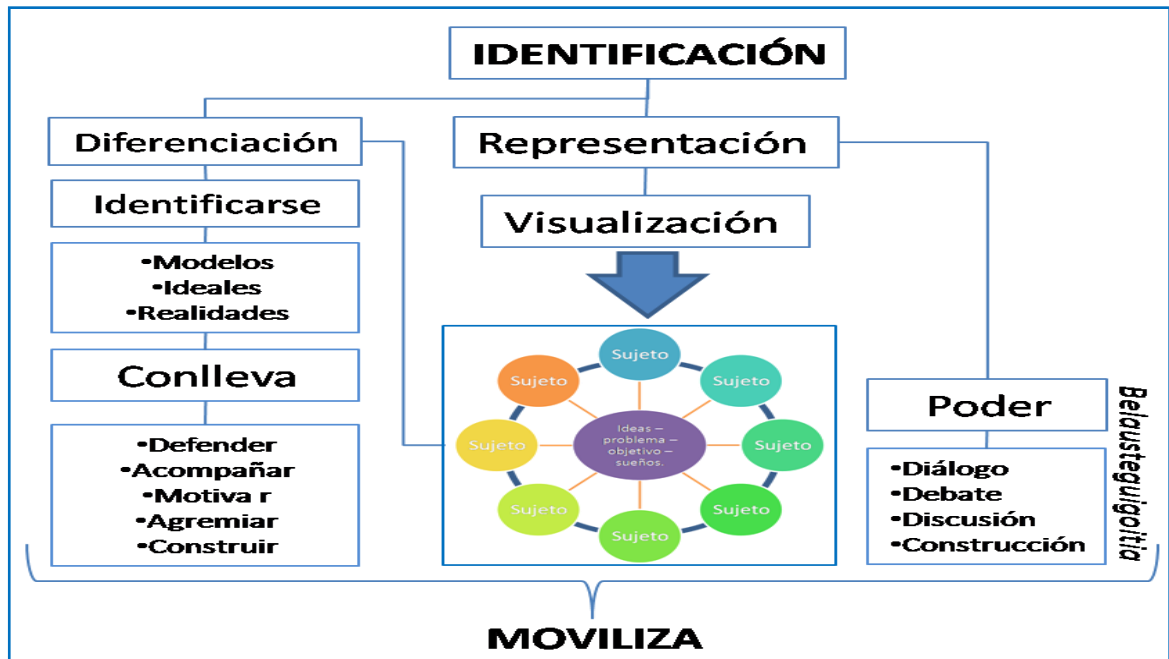 IDENTIFICACIÓN
Diferenciación
Representación
Identificarse
Visualización
•Modelos
•Ideales
•Realidades
Conlleva
•Defender
•Acompañar
•Motiva r
•Agremiar
•Construir
Sujeto
Sujeto
Sujeto
Sujeto
Sujeto
Sujeto
Sujeto
Sujeto
Ideas –
problema –
objetivo –
sueños.
Poder
•Diálogo
•Debate
•Discusión
•Construcción
Belausteguigoitia
MOVILIZA